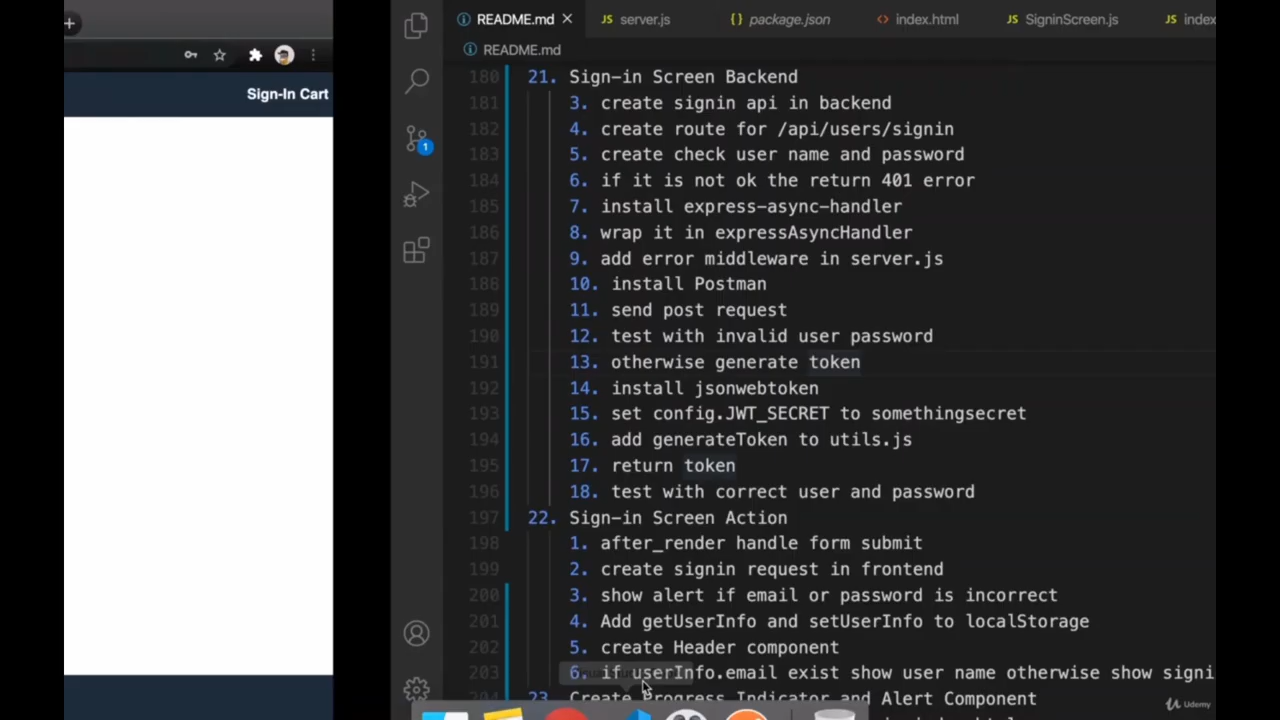 Sign-In Cart
README.md
JS server.js
{} package.json
<> index.html
JS SigninScreen.js
JS index
README.md
1
180 21. Sign-in Screen Backend
181 3. create signin api in backend
182 4. create route for /api/users/signin
183 5. create check user name and password
184 6. if it is not ok the return 401 error
185 7. install express-async-handler
186 8. wrap it in expressAsyncHandler
187 9. add error middleware in server.js
188 10. install Postman
189 11. send post request
190 12. test with invalid user password
191 13. otherwise generate token
192 14. install jsonwebtoken
193 15. set config.JWT_SECRET to somethingsecret
194 16. add generateToken to utils.js
195 17. return token
196 18. test with correct user and password
197 22. Sign-in Screen Action
198 1. after_render handle form submit
199 2. create signin request in frontend
200 3. show alert if email or password is incorrect
201 4. Add getUserInfo and setUserInfo to localStorage
202 5. create Header component
203 6. if userInfo.email exist show user name otherwise show signi
204 23. Create Progress Indicator and Alert Component
Udemy